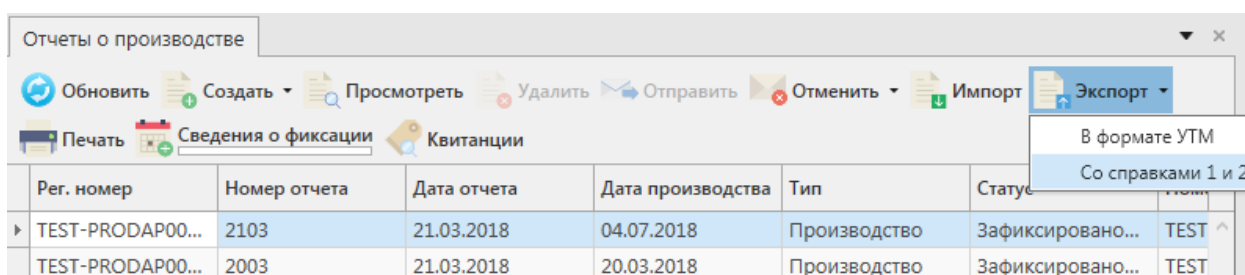 Отчеты о производстве
Обновить Создать Просмотреть Удалить Отправить Отменить Импорт Экспорт
Печать Сведения о фиксации Квитанции
В формате УТМ
Со справками 1 и 2
Рег. номер Номер отчета Дата отчета Дата производства Тип Статус
TEST-PRODAP00... 2103 21.03.2018 04.07.2018 Производство Зафиксировано... TEST
TEST-PRODAP00... 2003 21.03.2018 20.03.2018 Производство Зафиксировано... TEST